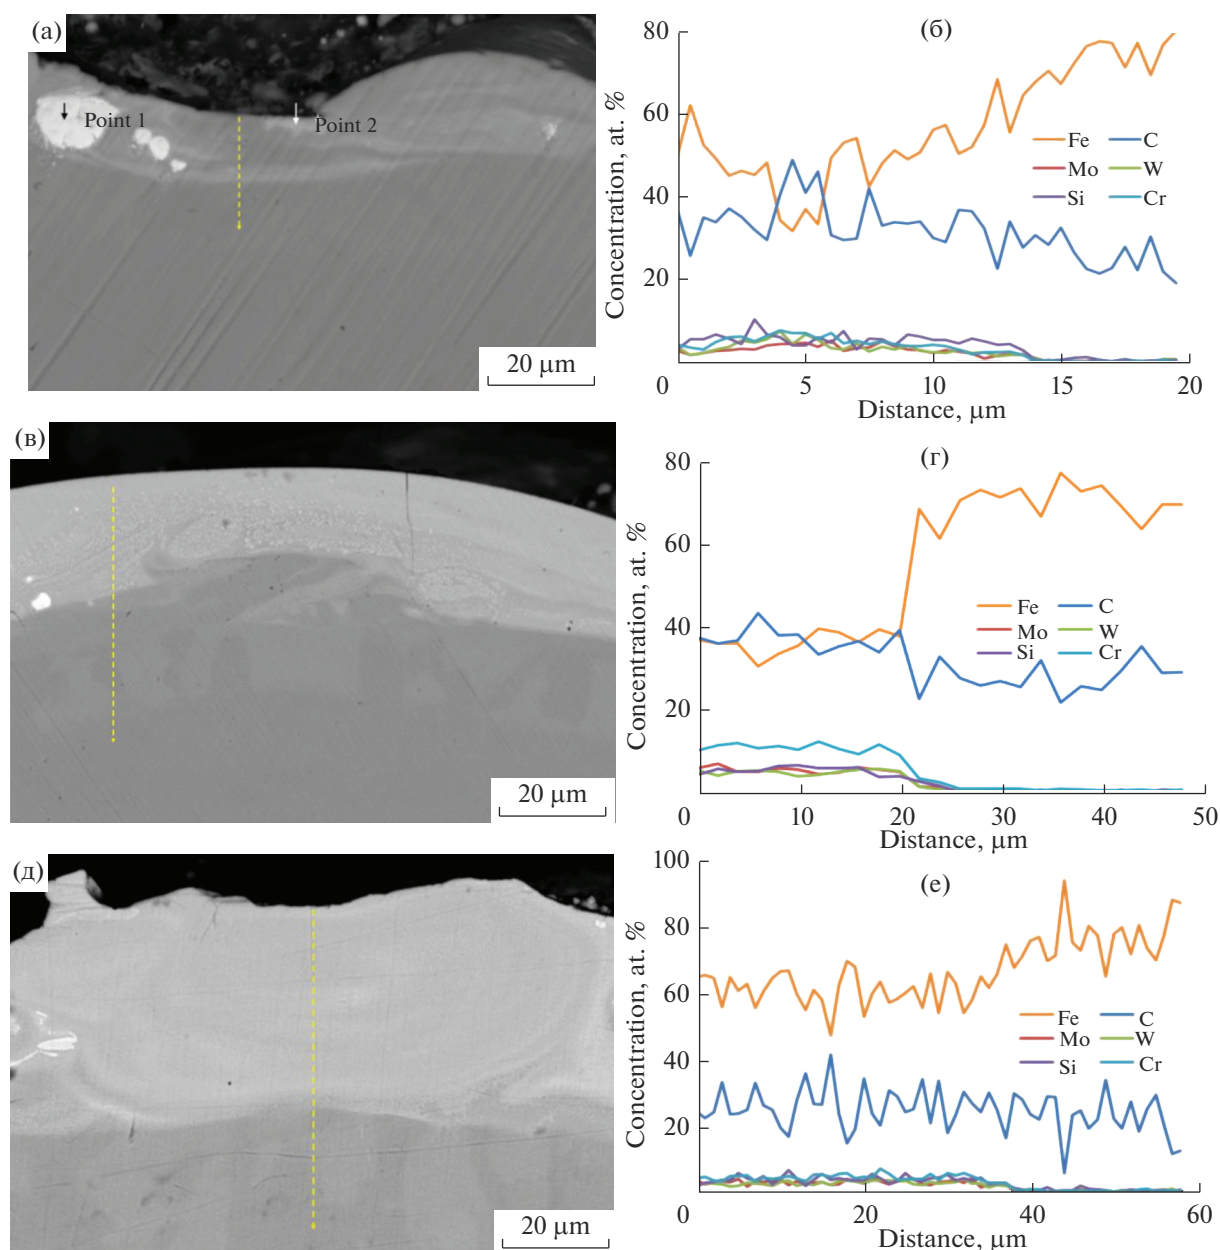 (а)
Point 1
Point 2
20 µm
(б)
Concentration, at. %
80
60
40
20
0
5
10
15
20
Fe
C
Mo
W
Si
Cr
Distance, µm
(в)
20 µm
(г)
Concentration, at. %
80
60
40
20
0
10
20
30
40
50
Fe
C
Mo
W
Si
Cr
Distance, µm
(д)
20 µm
(е)
Concentration, at. %
100
80
60
40
20
0
20
40
60
Fe
C
Mo
W
Si
Cr
Distance, µm